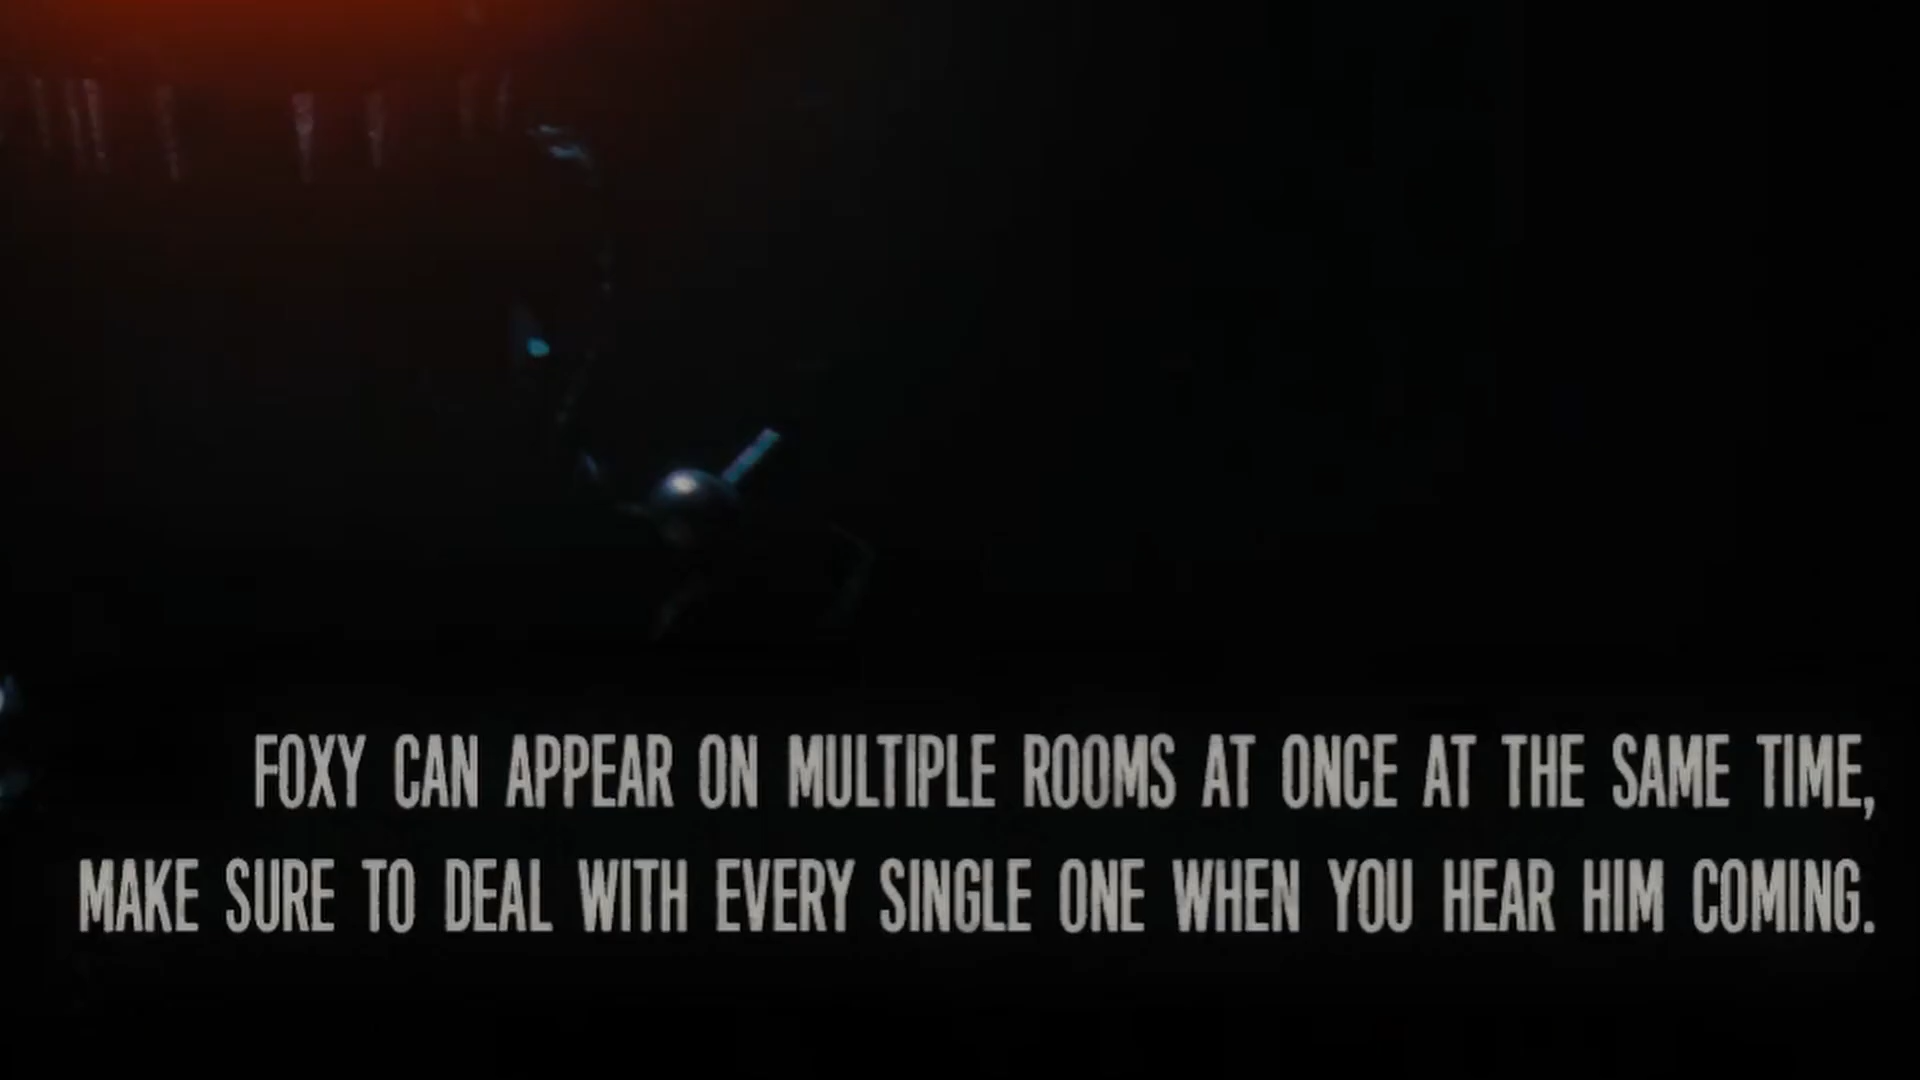 FOXY CAN APPEAR ON MULTIPLE ROOMS AT ONCE AT THE SAME TIME,
MAKE SURE TO DEAL WITH EVERY SINGLE ONE WHEN YOU HEAR HIM COMING.